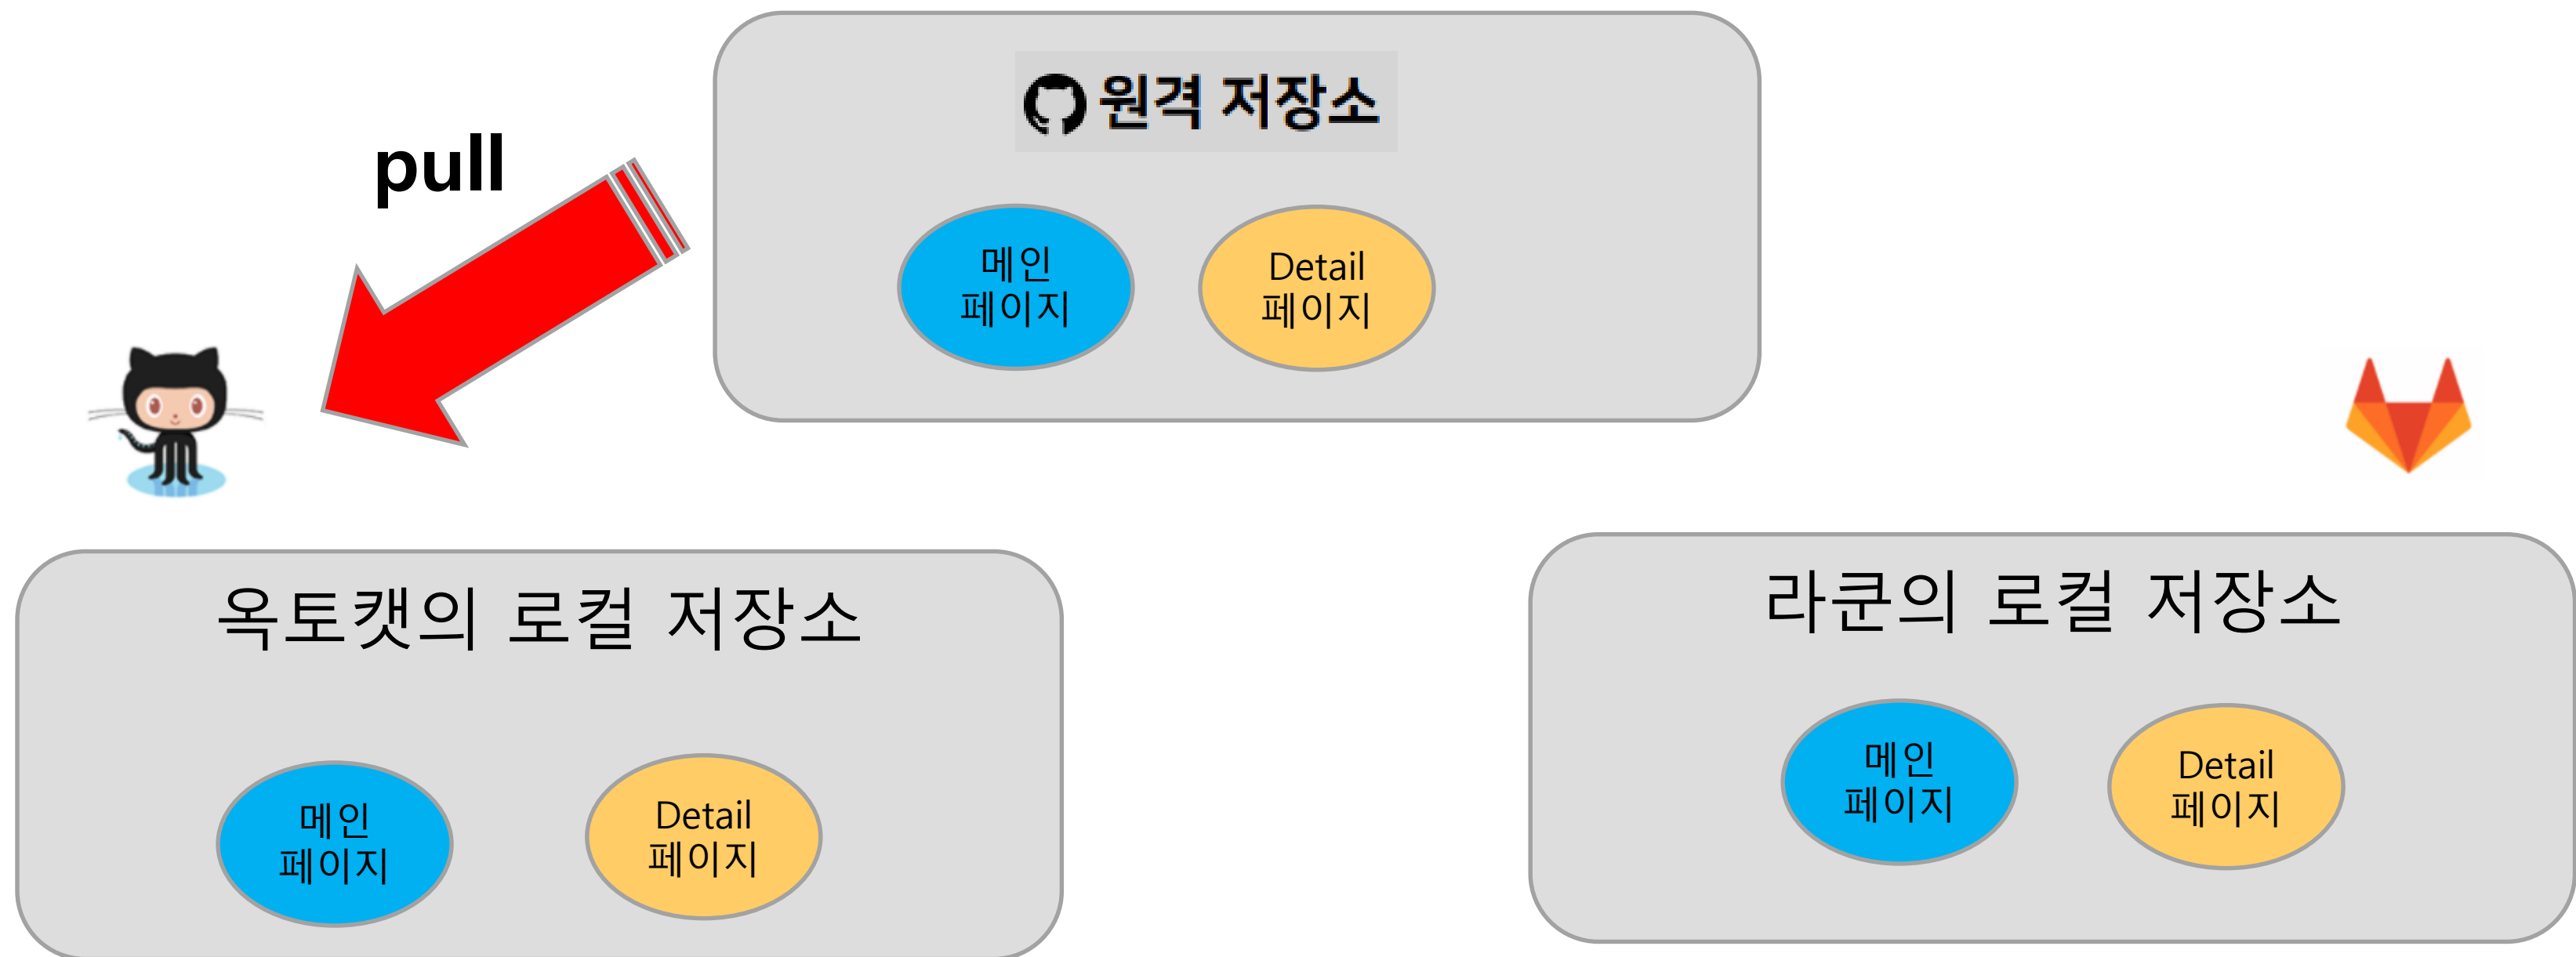 원격 저장소
pull
메인
페이지
Detail
페이지
옥토캣의 로컬 저장소
메인
페이지
Detail
페이지
라쿤의 로컬 저장소
메인
페이지
Detail
페이지